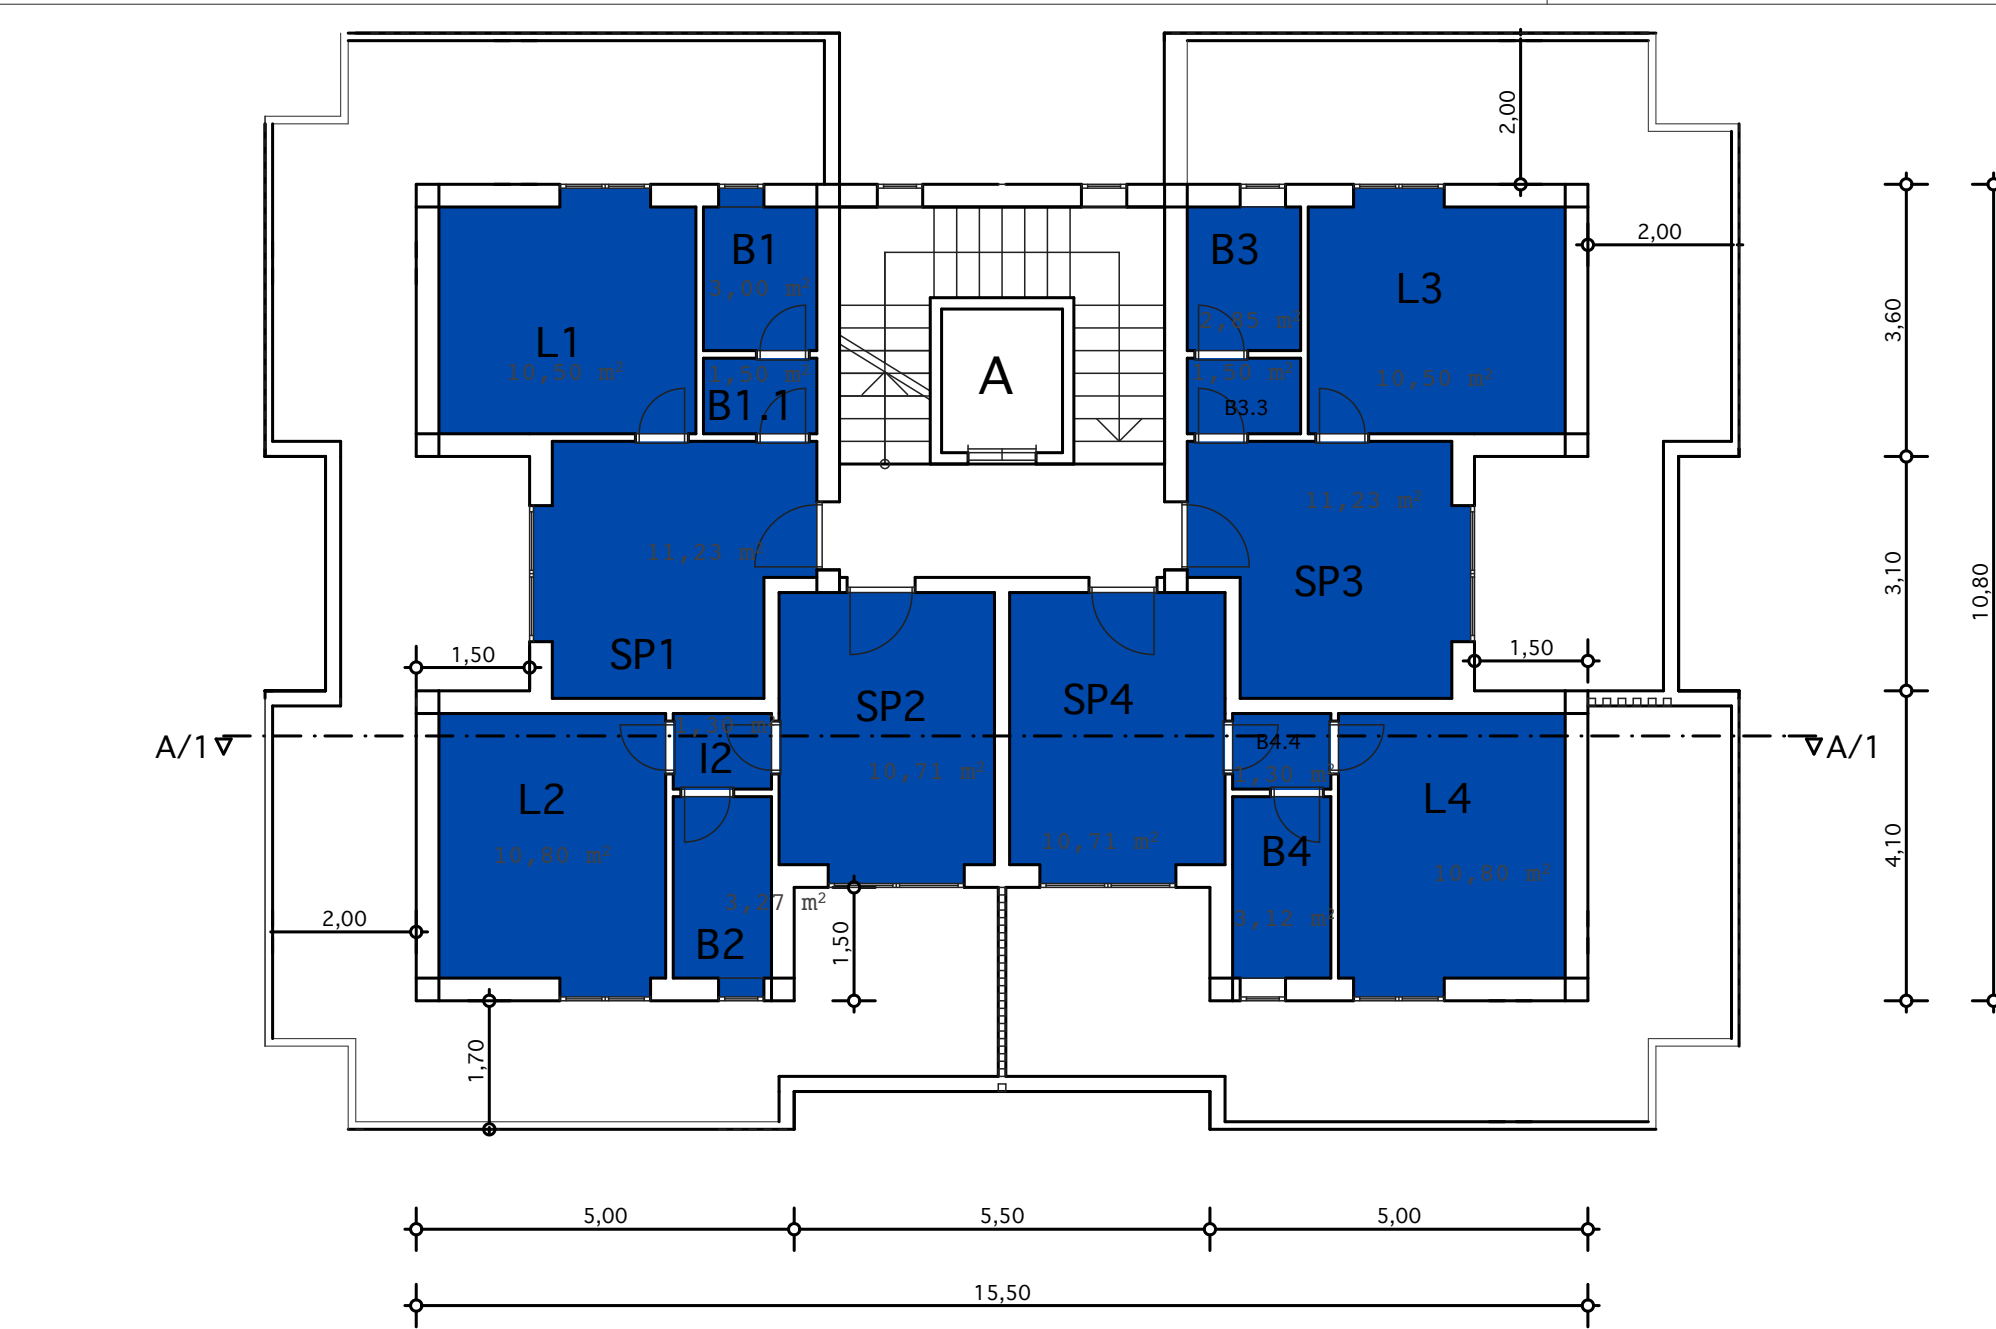 2,00
2,00
B1
3,00 m²
B3
L3
2,85 m²
3,60
L1
10,50 m²
1,50 m²
B1.1
A
1,50 m²
B3.3
10,50 m²
11,23 m²
11,23 m²
SP3
3,10
10,80
1,50
SP1
1,50
SP2
SP4
A/1
1,30 m²
I2
B4.4
A/1
L2
10,71 m²
1,30 m²
L4
10,80 m²
10,71 m²
B4
10,80 m²
4,10
2,00
3,27 m²
B2
1,50
3,12 m²
1,70
5,00
5,50
5,00
15,50